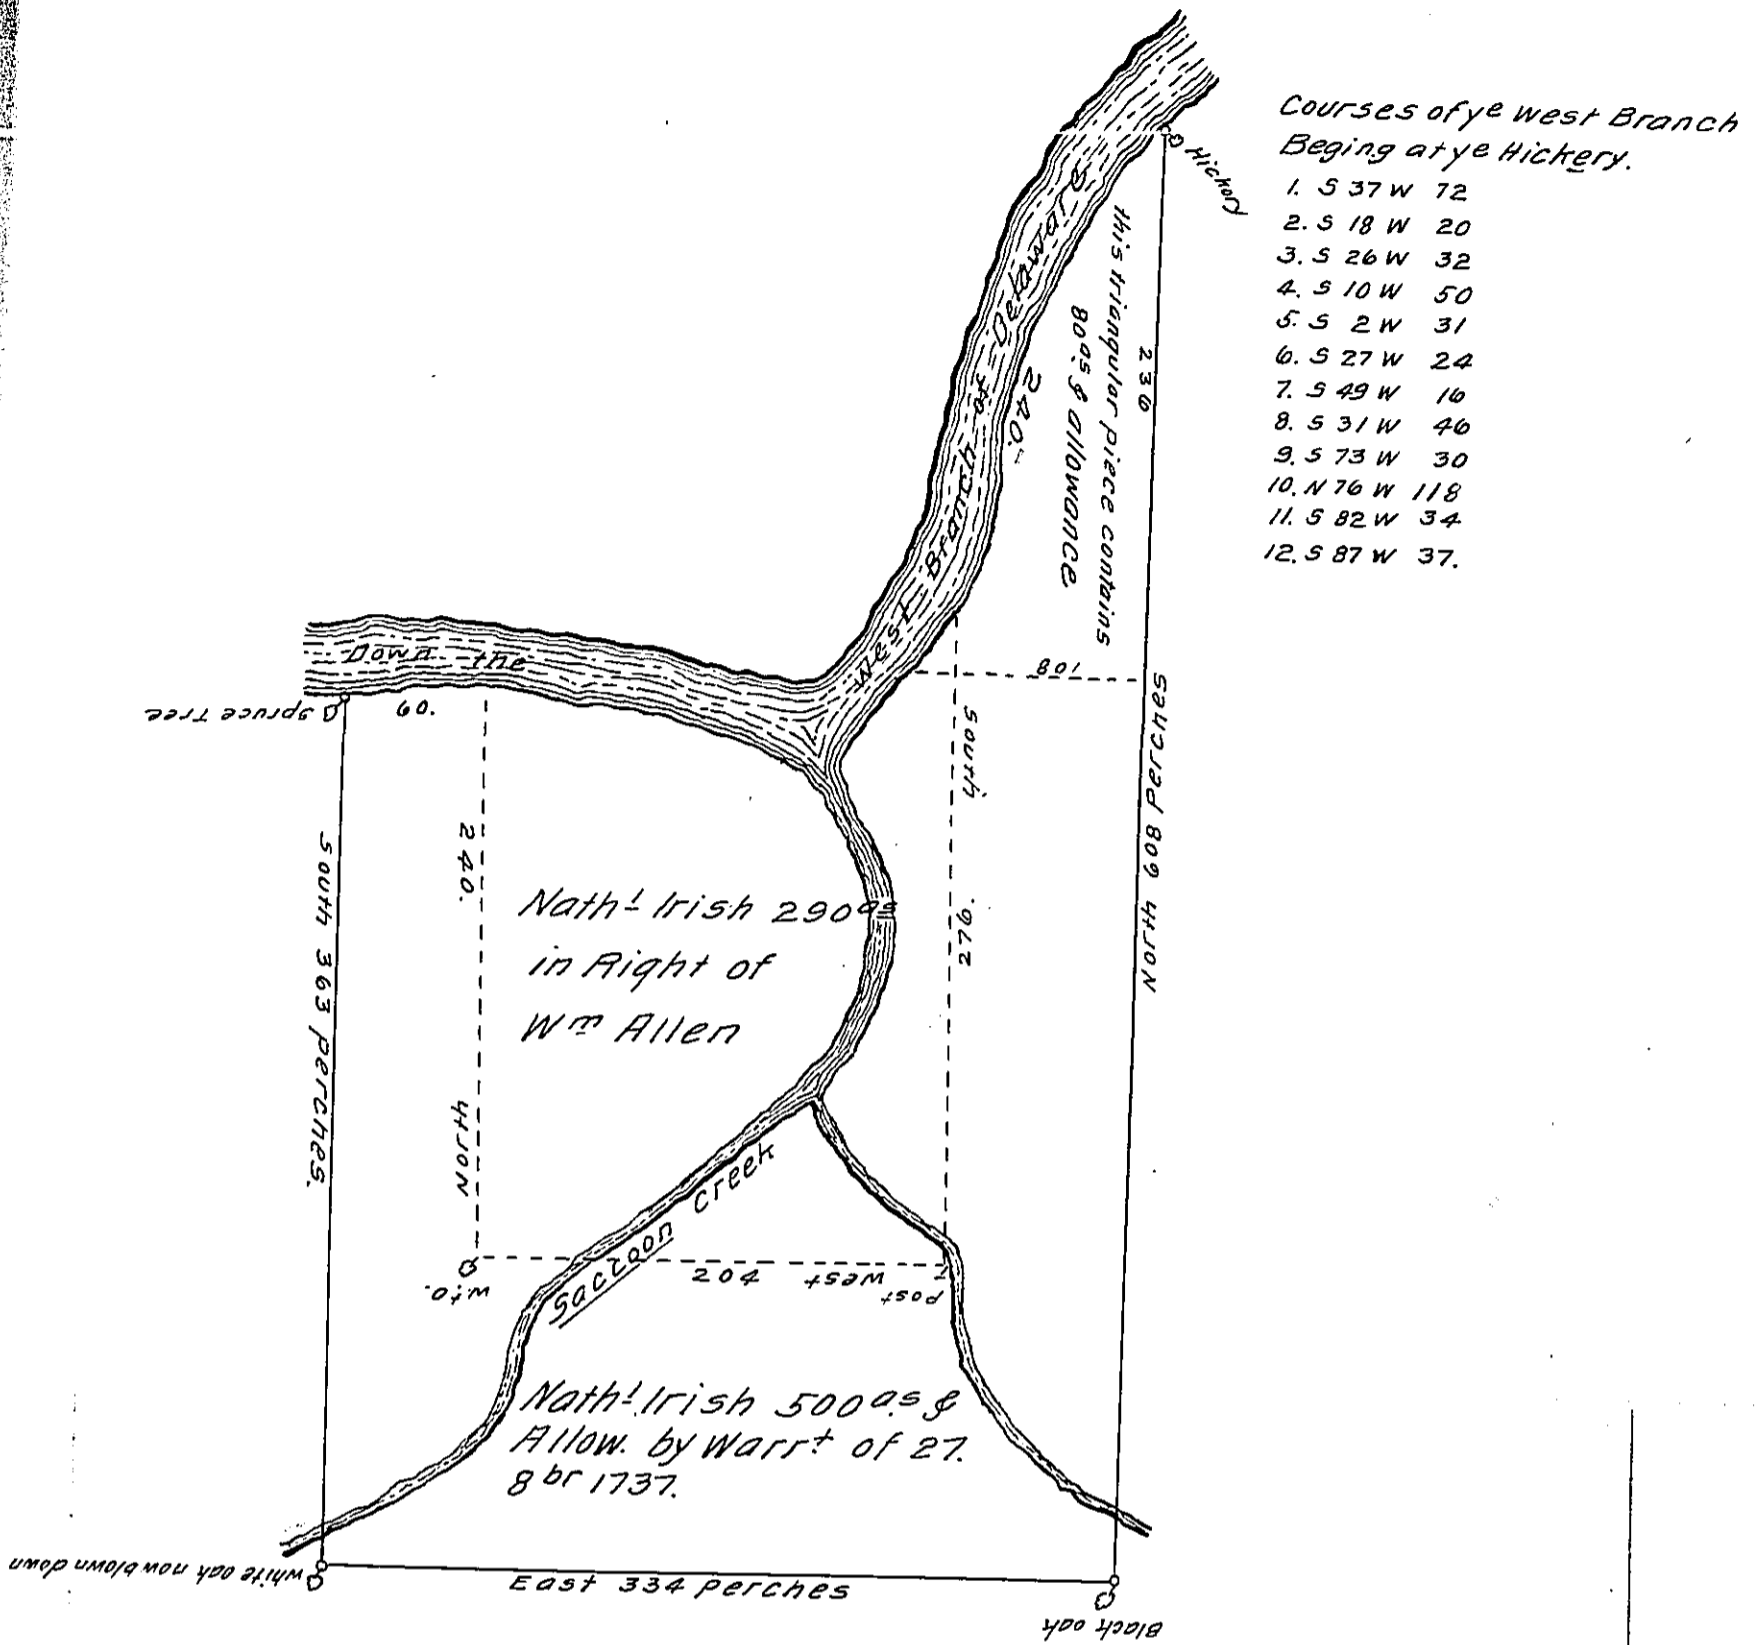 Courses of ye West Branch
Beging at ye Hickery.
1. S 37 W 72
2. S 18 W 20
3. S 26 W 32
4. S 10 W 50
5. S 2 W 31
6. S 27 W 24
7. S 49 W 16
8. S 31 W 46
9. S 73 W 30
10. N 76 W 118
11. S 82 W 34
12. S 87 W 37.
Hickory
Down the West Branch of Delaware
240.
this triangular piece contains
80as & allowance
236
108
North 608 Perches
Spruce Tree
60.
South 363 perches.
240.
North
South
276.
Nathl Irish 290as
in Right of
Wm Allen
Saccoon Creek
W.O.
West 204
Post
Nathl Irish 500as &
Allow. by Warrt of 27.
8br 1737.
White oak now blown down
East 334 perches
Black oak